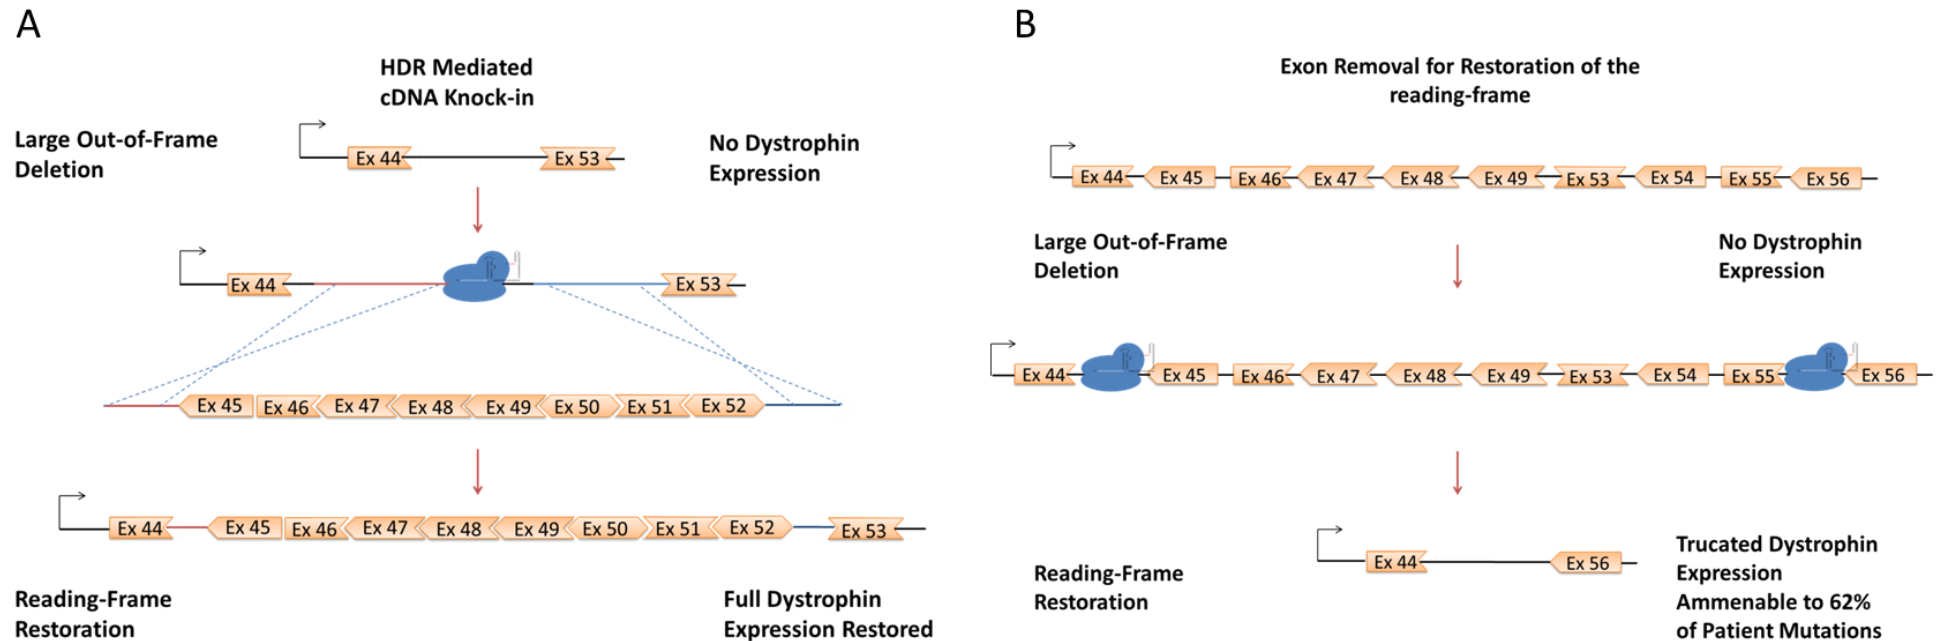 A
HDR Mediated
cDNA Knock-in
Large Out-of-Frame
Deletion
Ex 44
Ex 53
No Dystrophin
Expression
Ex 44
Ex 53
Ex 45 Ex 46 Ex 47 Ex 48 Ex 49 Ex 50 Ex 51 Ex 52
Ex 44 Ex 45 Ex 46 Ex 47 Ex 48 Ex 49 Ex 50 Ex 51 Ex 52 Ex 53
Reading-Frame
Restoration
Full Dystrophin
Expression Restored
B
Exon Removal for Restoration of the
reading-frame
Ex 44 Ex 45 Ex 46 Ex 47 Ex 48 Ex 49 Ex 53 Ex 54 Ex 55 Ex 56
Large Out-of-Frame
Deletion
No Dystrophin
Expression
Ex 44 Ex 45 Ex 46 Ex 47 Ex 48 Ex 49 Ex 53 Ex 54 Ex 55 Ex 56
Ex 44 Ex 56
Reading-Frame
Restoration
Trucated Dystrophin
Expression
Ammenable to 62%
of Patient Mutations